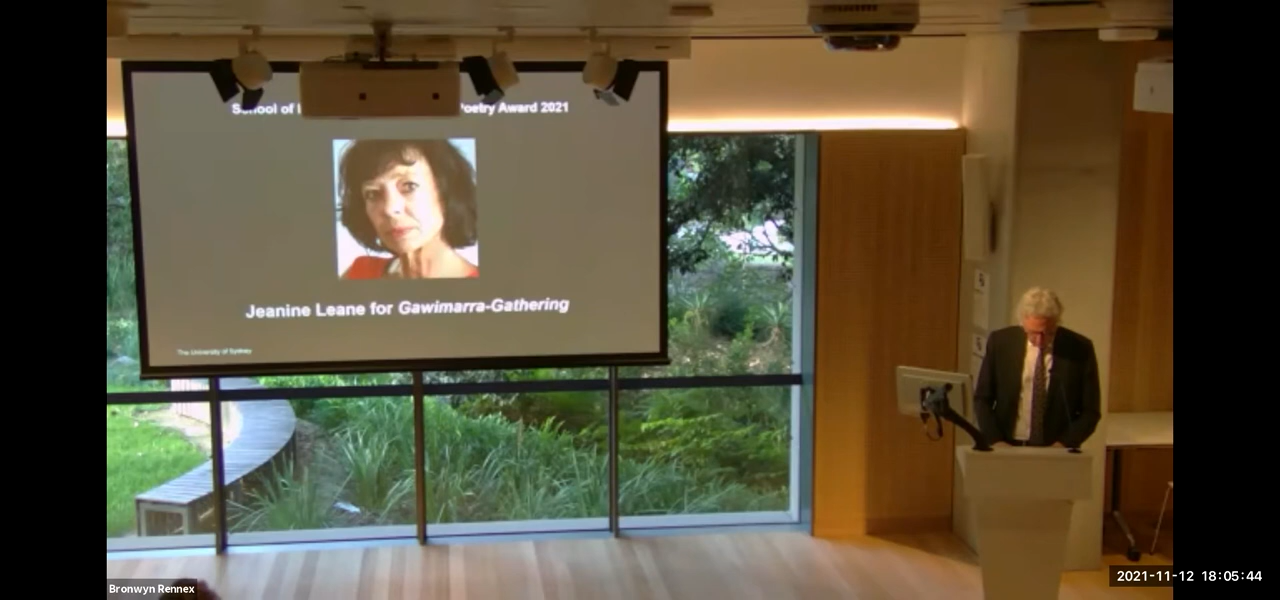 School of
Poetry Award 2021
Jeanine Leane for Gawimarra-Gathering
The University of Sydney
Bronwyn Rennex
2021-11-12 18:05:44